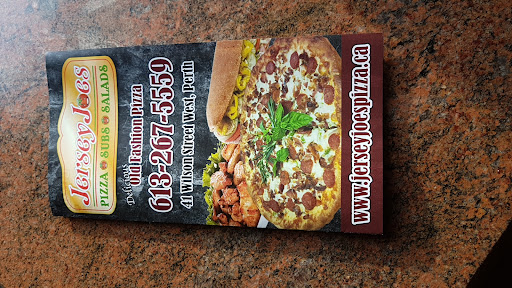 Jersey Joe's
PIZZA SUBS SALADS
Delicious
Old Fashion Pizza
613-267-5559
41 Wilson Street West, Perth
www.jerseyjoespizza.ca